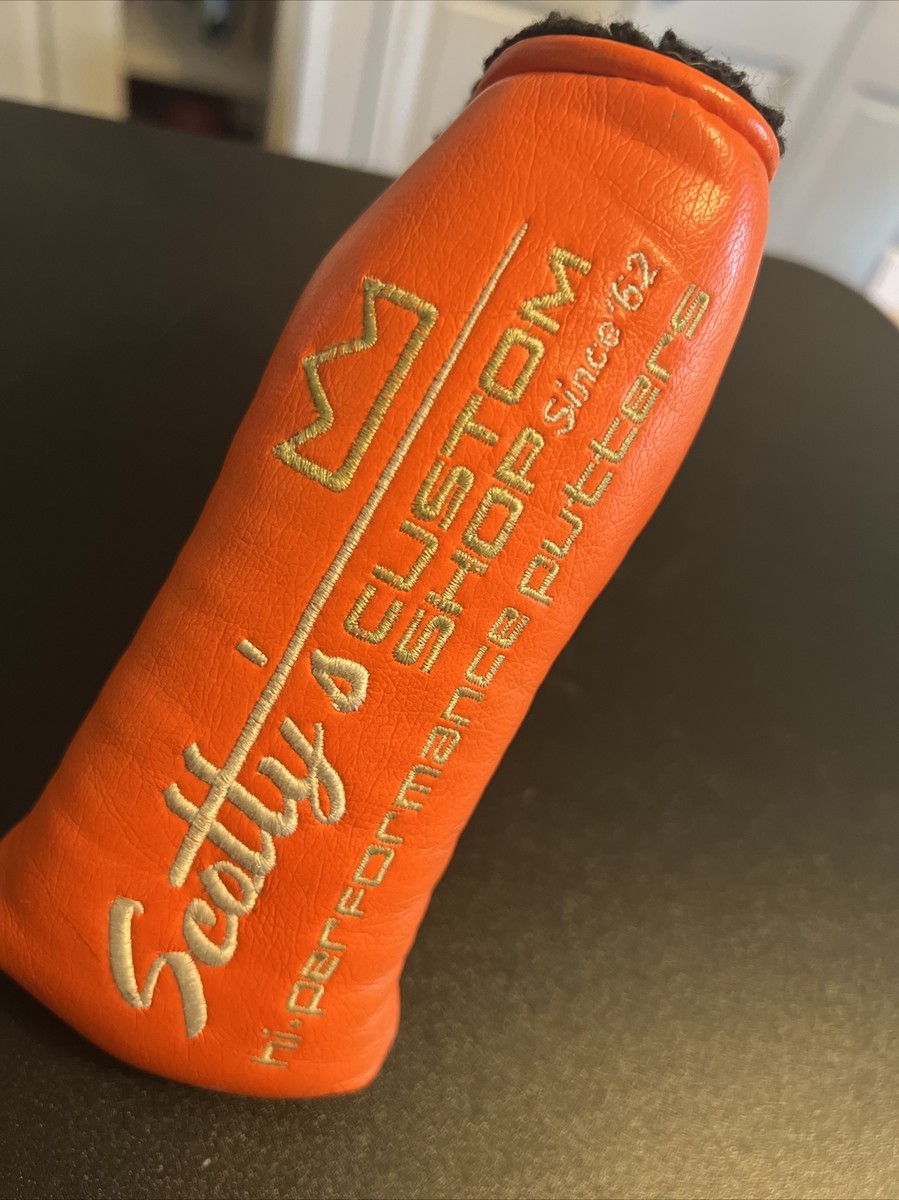 Scotty's
CUSTOM
SHOP Since '62
hi·performance putters